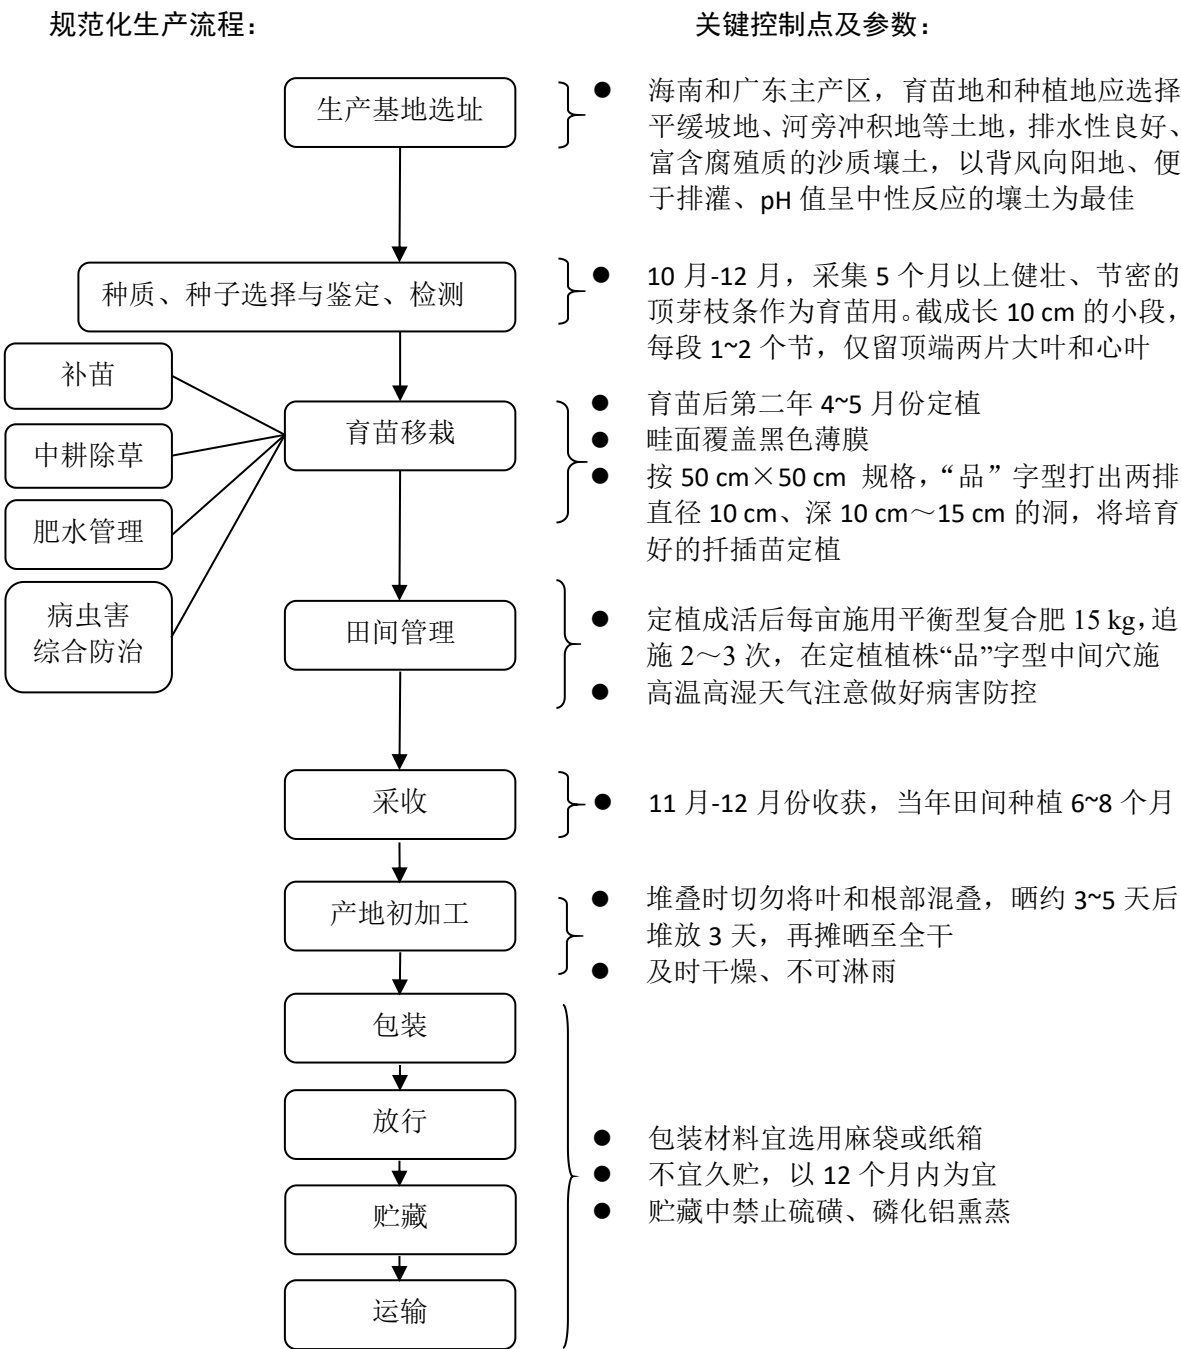 规范化生产流程：
关键控制点及参数：
生产基地选址
● 海南和广东主产区，育苗地和种植地应选择
平缓坡地、河旁冲积地等土地，排水性良好、
富含腐殖质的沙质壤土，以背风向阳地、便
于排灌、pH 值呈中性反应的壤土为最佳
种质、种子选择与鉴定、检测
● 10 月-12 月，采集 5 个月以上健壮、节密的
顶芽枝条作为育苗用。截成长 10 cm 的小段，
每段 1~2 个节，仅留顶端两片大叶和心叶
补苗
中耕除草
肥水管理
病虫害
综合防治
育苗移栽
● 育苗后第二年 4~5 月份定植
● 畦面覆盖黑色薄膜
● 按 50 cm×50 cm 规格，“品”字型打出两排
直径 10 cm、深 10 cm～15 cm 的洞，将培育
好的扦插苗定植
田间管理
● 定植成活后每亩施用平衡型复合肥 15 kg，追
施 2～3 次，在定植植株“品”字型中间穴施
● 高温高湿天气注意做好病害防控
采收
● 11 月-12 月份收获，当年田间种植 6~8 个月
产地初加工
● 堆叠时切勿将叶和根部混叠，晒约 3~5 天后
堆放 3 天，再摊晒至全干
● 及时干燥、不可淋雨
包装
放行
贮藏
运输
● 包装材料宜选用麻袋或纸箱
● 不宜久贮，以 12 个月内为宜
● 贮藏中禁止硫磺、磷化铝熏蒸